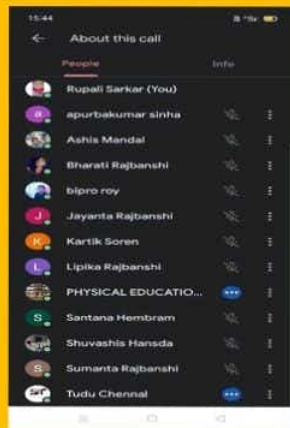 15:44
About this call
People
Info
Rupali Sarkar (You)
a
apurbakumar sinha
Ashis Mandal
Bharati Rajbanshi
bipro roy
J
Jayanta Rajbanshi
K
Kartik Soren
L
Lipika Rajbanshi
PHYSICAL EDUCATIO...
S
Santana Hembram
Shuvashis Hansda
S
Sumanta Rajbanshi
Tudu Chennal